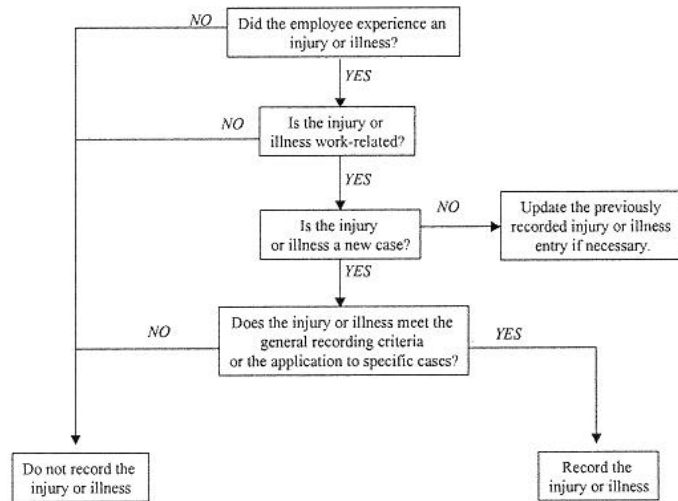 NO
Did the employee experience an
injury or illness?
YES
NO
Is the injury or
illness work-related?
YES
Is the injury
or illness a new case?
NO
Update the previously
recorded injury or illness
entry if necessary.
YES
NO
Does the injury or illness meet the
general recording criteria
or the application to specific cases?
YES
Do not record the
injury or illness
Record the
injury or illness